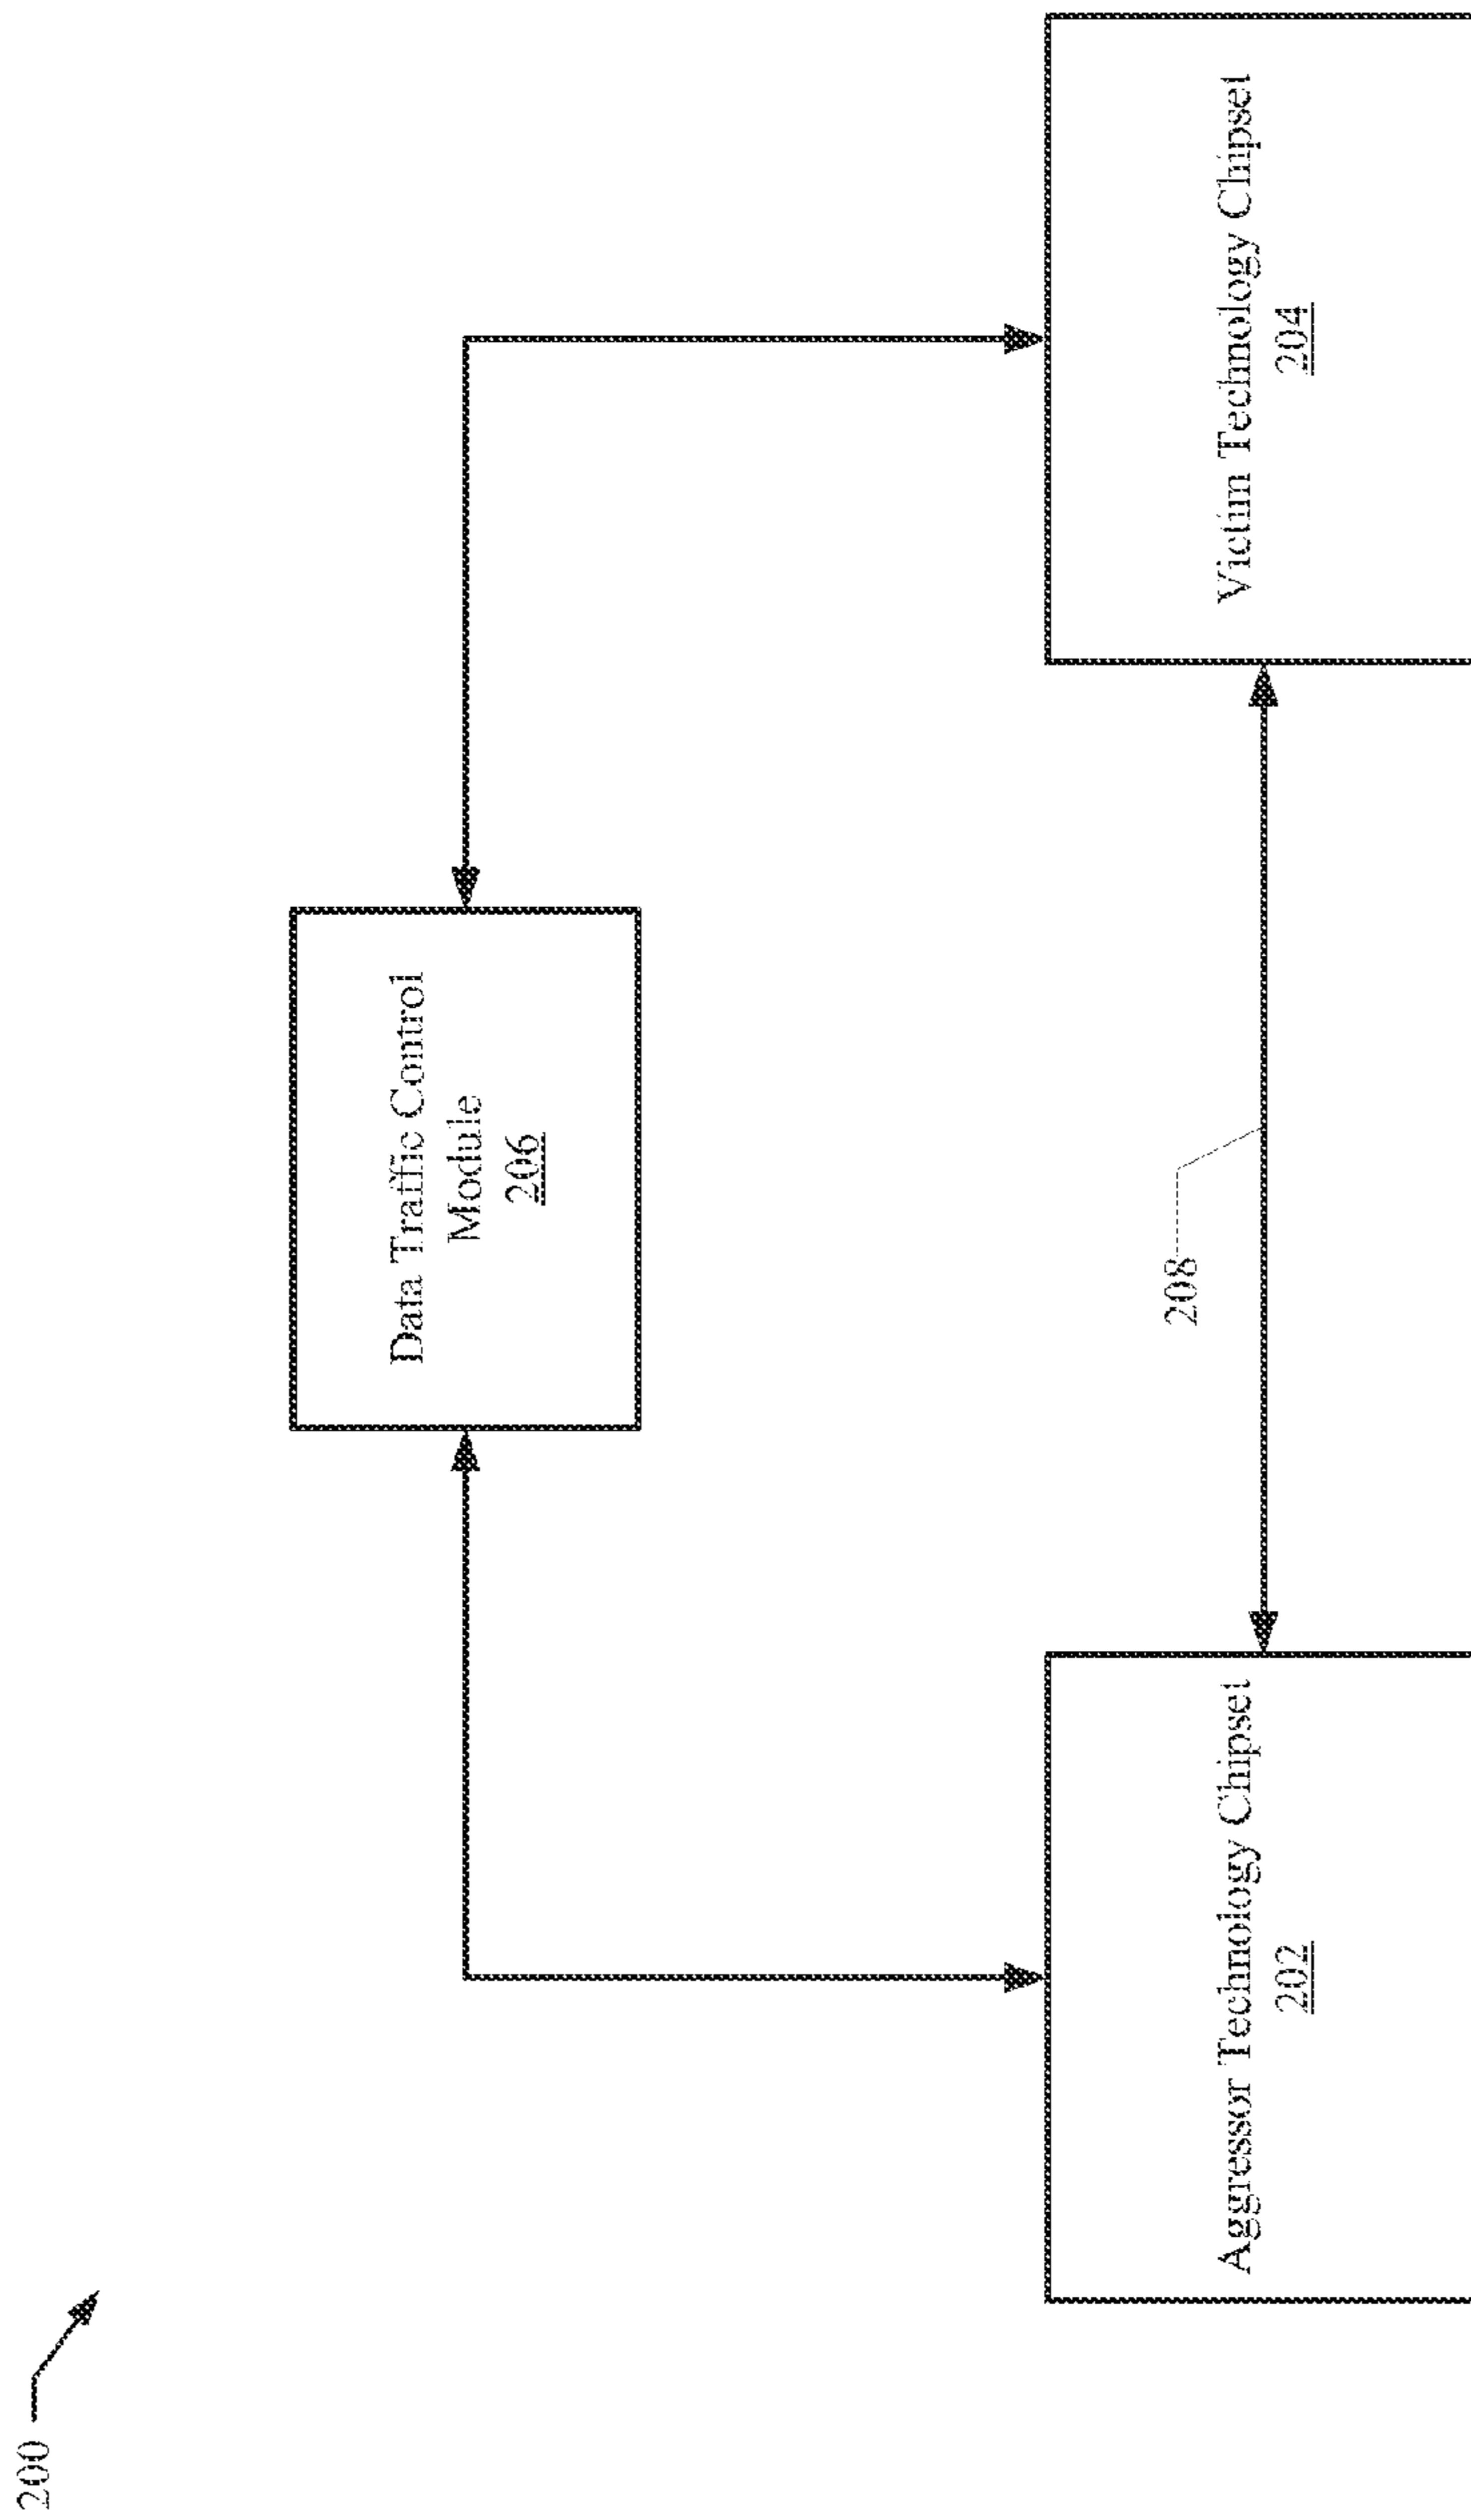 200
Data Traffic Control
Module
206
208
Aggressor Technology Chipset
202
Victim Technology Chipset
204